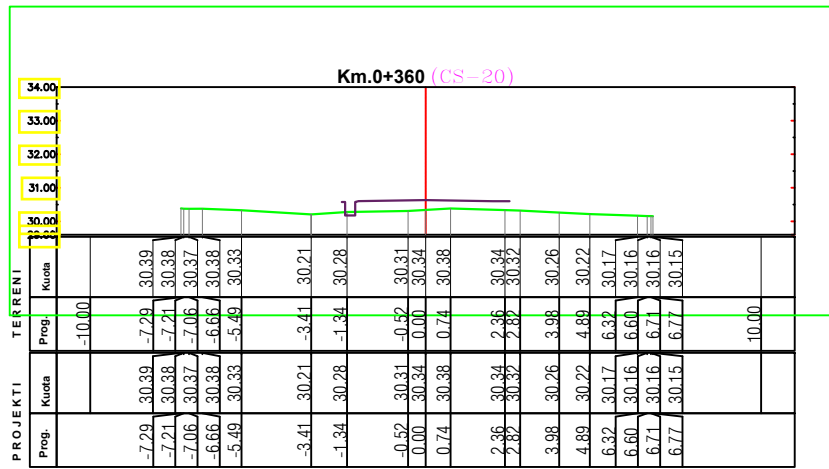 Km.0+360 (CS-20)
34.00
33.00
32.00
31.00
30.00
TERRENI
Kuota 30.39 30.38 30.37 30.38 30.33 30.21 30.28 30.31 30.34 30.38 30.34 30.32 30.26 30.22 30.17 30.16 30.16 30.15
Prog. -10.00 -7.29 -7.21 -7.06 -6.66 -5.49 -3.41 -1.34 -0.52 0.00 0.74 2.36 2.82 3.98 4.89 6.32 6.60 6.71 6.77 10.00
PROJEKTI
Kuota 30.39 30.38 30.37 30.38 30.33 30.21 30.28 30.31 30.34 30.38 30.34 30.32 30.26 30.22 30.17 30.16 30.16 30.15
Prog. -7.29 -7.21 -7.06 -6.66 -5.49 -3.41 -1.34 -0.52 0.00 0.74 2.36 2.82 3.98 4.89 6.32 6.60 6.71 6.77